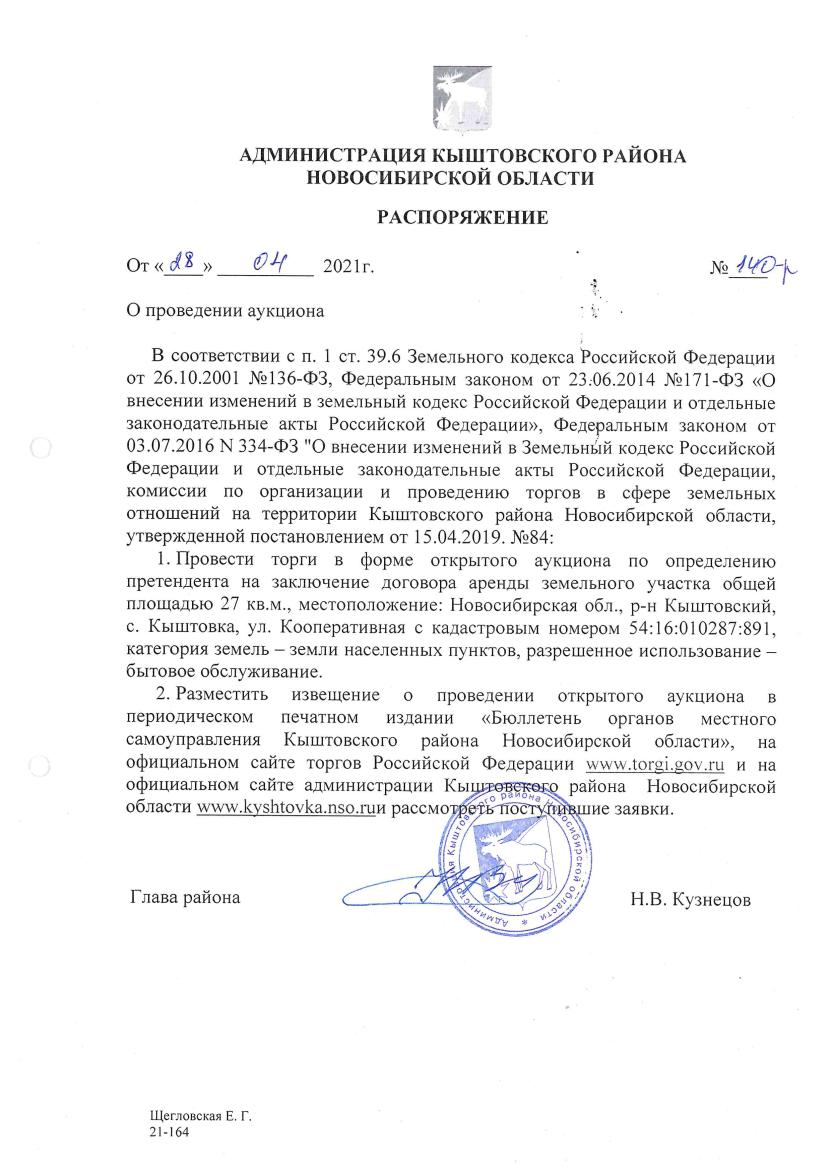 АДМИНИСТРАЦИЯ КЫШТОВСКОГО РАЙОНА
НОВОСИБИРСКОЙ ОБЛАСТИ
РАСПОРЯЖЕНИЕ
От «28» 04 2021г. № 140-р
О проведении аукциона
В соответствии с п. 1 ст. 39.6 Земельного кодекса Российской Федерации
от 26.10.2001 №136-ФЗ, Федеральным законом от 23.06.2014 №171-ФЗ «О
внесении изменений в земельный кодекс Российской Федерации и отдельные
законодательные акты Российской Федерации», Федеральным законом от
03.07.2016 N 334-ФЗ "О внесении изменений в Земельный кодекс Российской
Федерации и отдельные законодательные акты Российской Федерации,
комиссии по организации и проведению торгов в сфере земельных
отношений на территории Кыштовского района Новосибирской области,
утвержденной постановлением от 15.04.2019. №84:
1. Провести торги в форме открытого аукциона по определению
претендента на заключение договора аренды земельного участка общей
площадью 27 кв.м., местоположение: Новосибирская обл., р-н Кыштовский,
с. Кыштовка, ул. Кооперативная с кадастровым номером 54:16:010287:891,
категория земель – земли населенных пунктов, разрешенное использование –
бытовое обслуживание.
2. Разместить извещение о проведении открытого аукциона в
периодическом печатном издании «Бюллетень органов местного
самоуправления Кыштовского района Новосибирской области», на
официальном сайте торгов Российской Федерации www.torgi.gov.ru и на
официальном сайте администрации Кыштовского района Новосибирской
области www.kyshtovka.nso.ruи рассмотреть поступившие заявки.
Администрация Кыштовского района Новосибирской области *
Глава района Н.В. Кузнецов
Щегловская Е. Г.
21-164